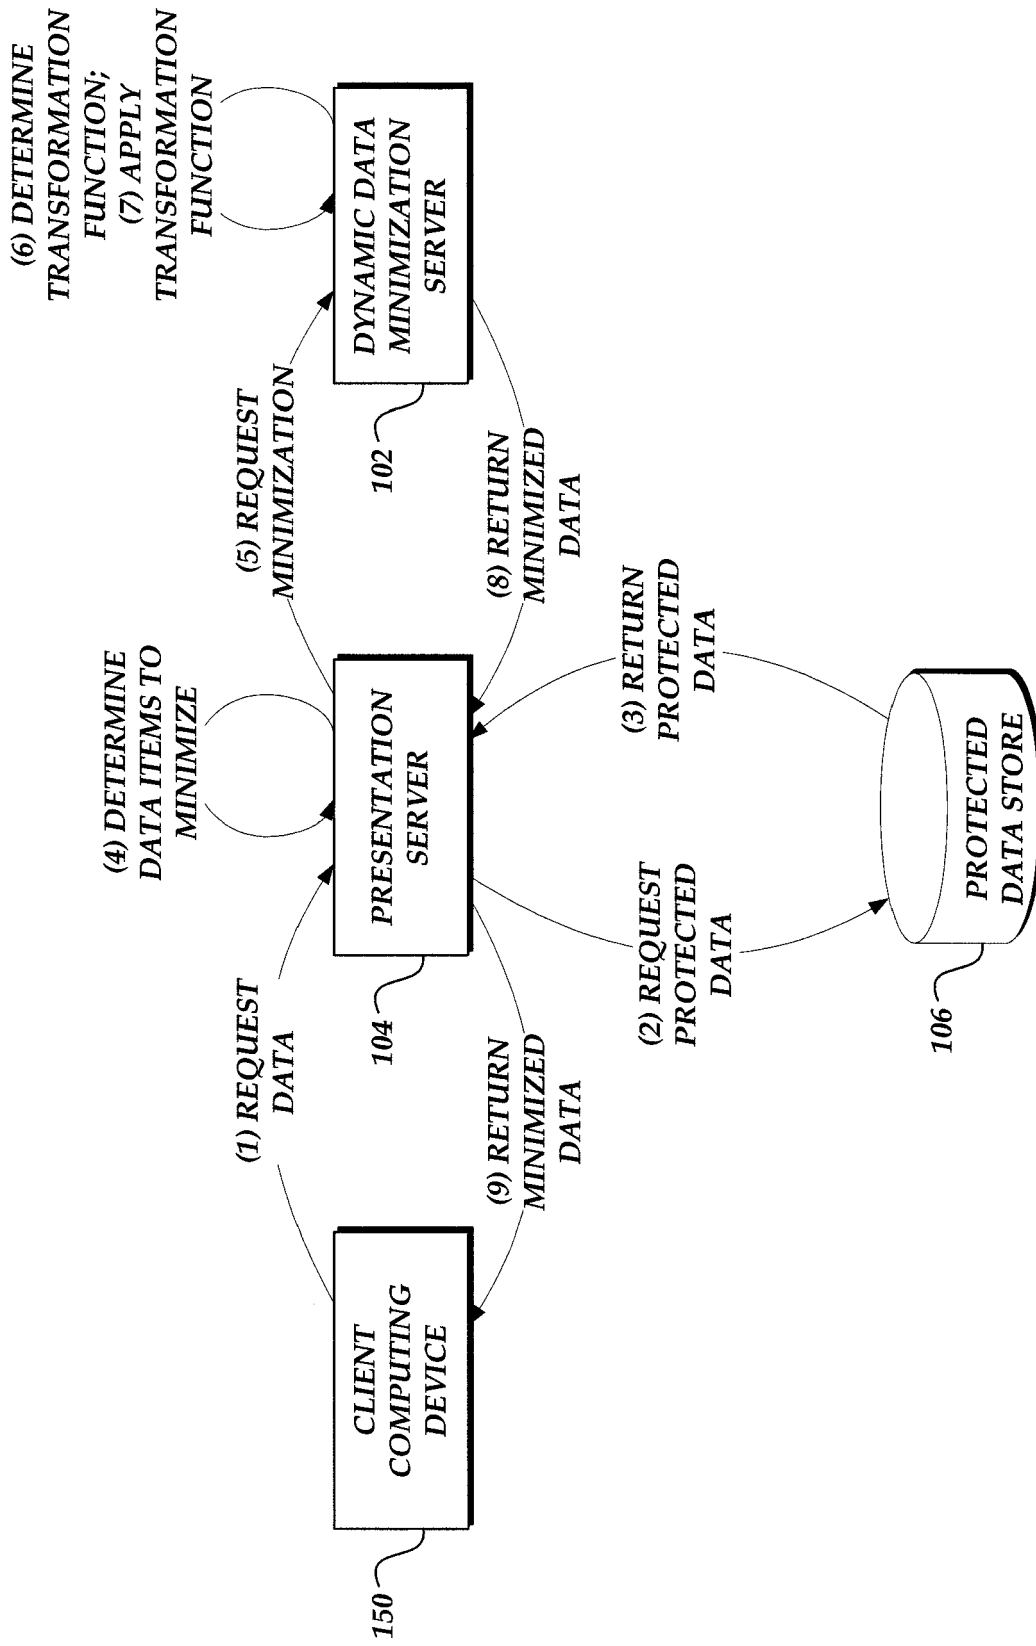 (1) REQUEST
DATA
(4) DETERMINE
DATA ITEMS TO
MINIMIZE
(5) REQUEST
MINIMIZATION
(6) DETERMINE
TRANSFORMATION
FUNCTION;
(7) APPLY
TRANSFORMATION
FUNCTION
CLIENT
COMPUTING
DEVICE
150
PRESENTATION
SERVER
104
DYNAMIC DATA
MINIMIZATION
SERVER
102
(9) RETURN
MINIMIZED
DATA
(8) RETURN
MINIMIZED
DATA
(2) REQUEST
PROTECTED
DATA
(3) RETURN
PROTECTED
DATA
PROTECTED
DATA STORE
106